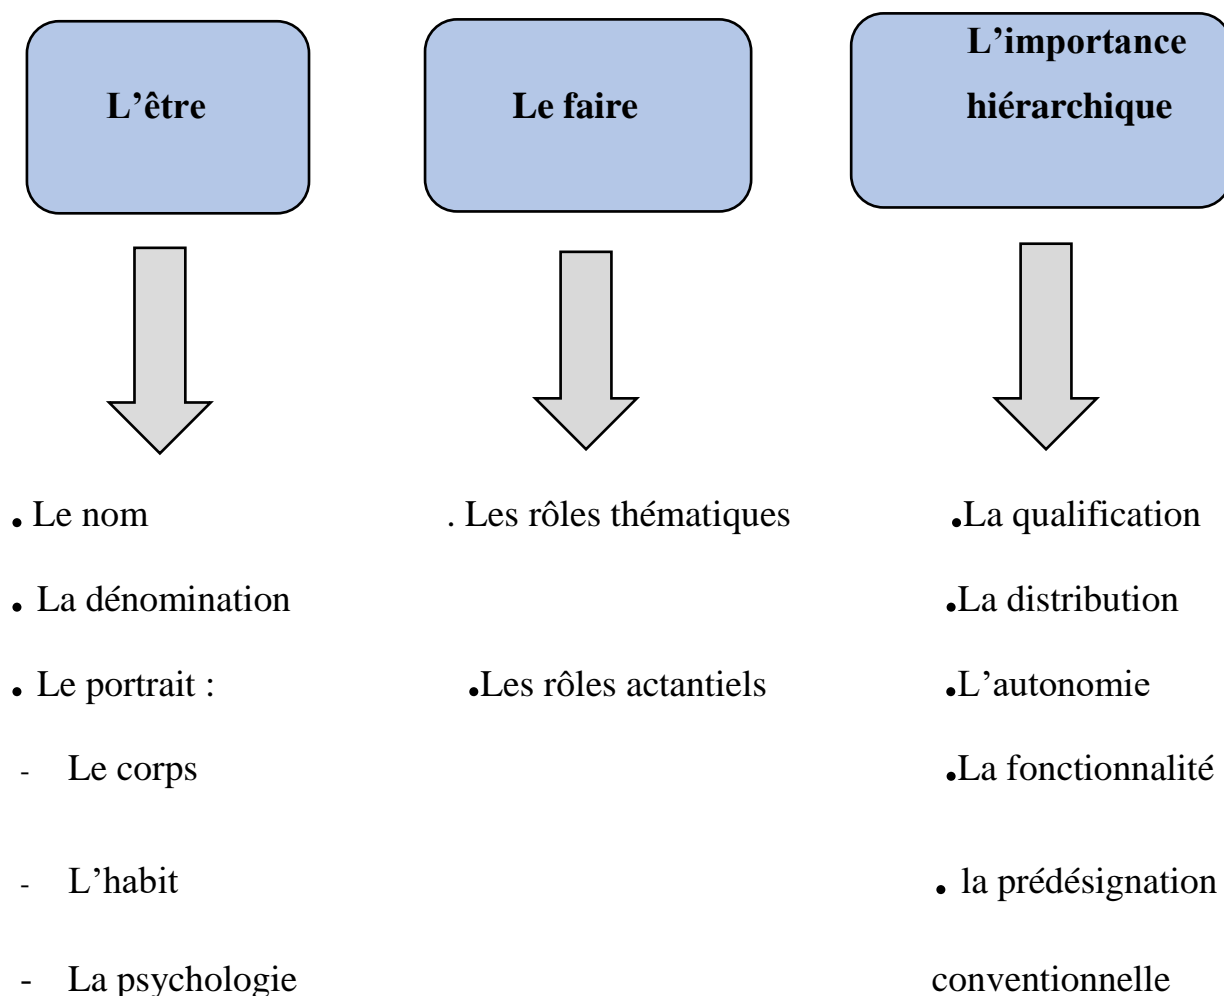 L’être
Le faire
L’importance
hiérarchique
. Le nom
. La dénomination
. Le portrait :
- Le corps
- L’habit
- La psychologie
. Les rôles thématiques
.Les rôles actantiels
.La qualification
.La distribution
.L’autonomie
.La fonctionnalité
. la prédésignation
conventionnelle